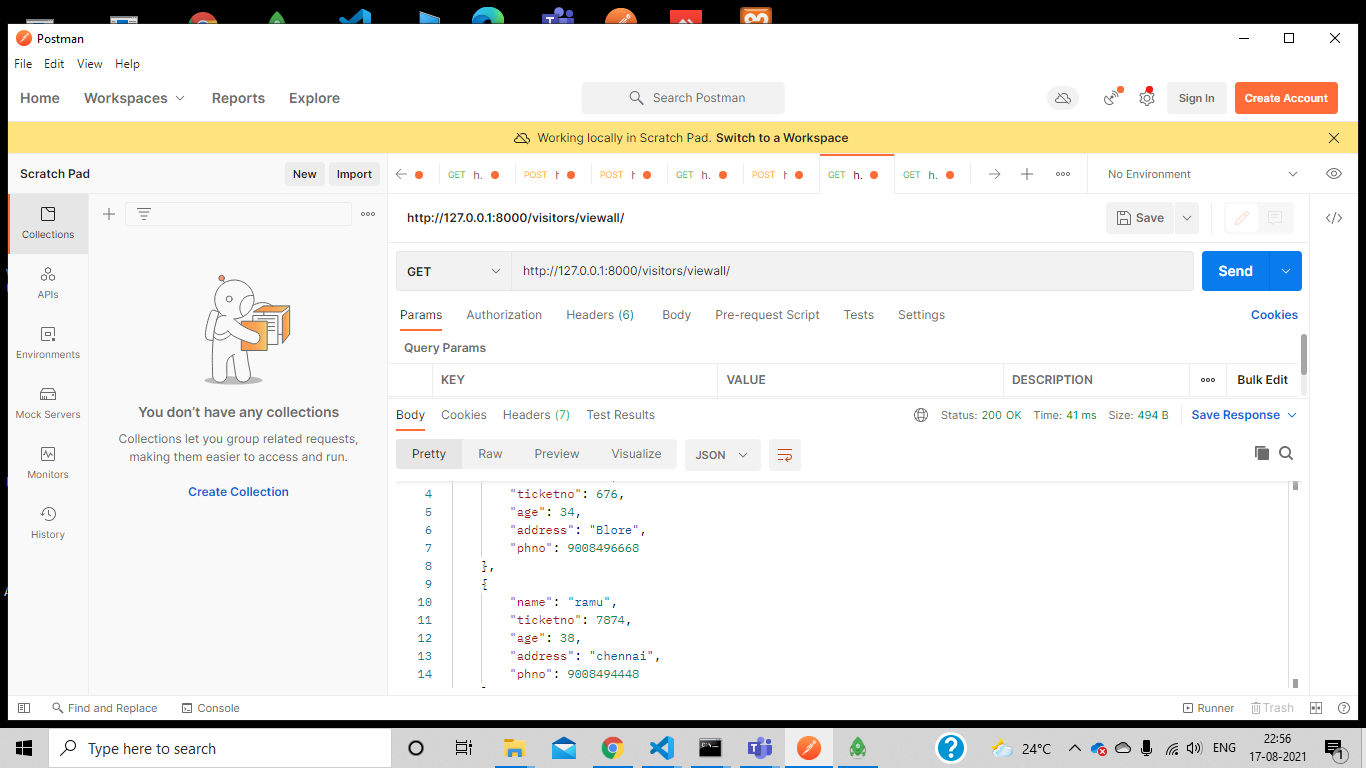 Postman
File Edit View Help
Home Workspaces Reports Explore Search Postman Sign In Create Account
Working locally in Scratch Pad. Switch to a Workspace
Scratch Pad New Import GET h. POST h POST h GET h. POST h GET h. GET h. No Environment
http://127.0.0.1:8000/visitors/viewall/ Save
Collections
GET http://127.0.0.1:8000/visitors/viewall/ Send
APIs
Params Authorization Headers (6) Body Pre-request Script Tests Settings Cookies
Environments
Query Params
KEY VALUE DESCRIPTION Bulk Edit
Mock Servers
Body Cookies Headers (7) Test Results Status: 200 OK Time: 41 ms Size: 494 B Save Response
Monitors
Pretty Raw Preview Visualize JSON
History
You don't have any collections
Collections let you group related requests,
making them easier to access and run.
Create Collection
4 "ticketno": 676,
5 "age": 34,
6 "address": "Blore",
7 "phno": 9008496668
8 },
9 {
10 "name": "ramu",
11 "ticketno": 7874,
12 "age": 38,
13 "address": "chennai",
14 "phno": 9008494448
Find and Replace Console Runner Trash
Type here to search 24°C ENG 22:56
17-08-2021 1